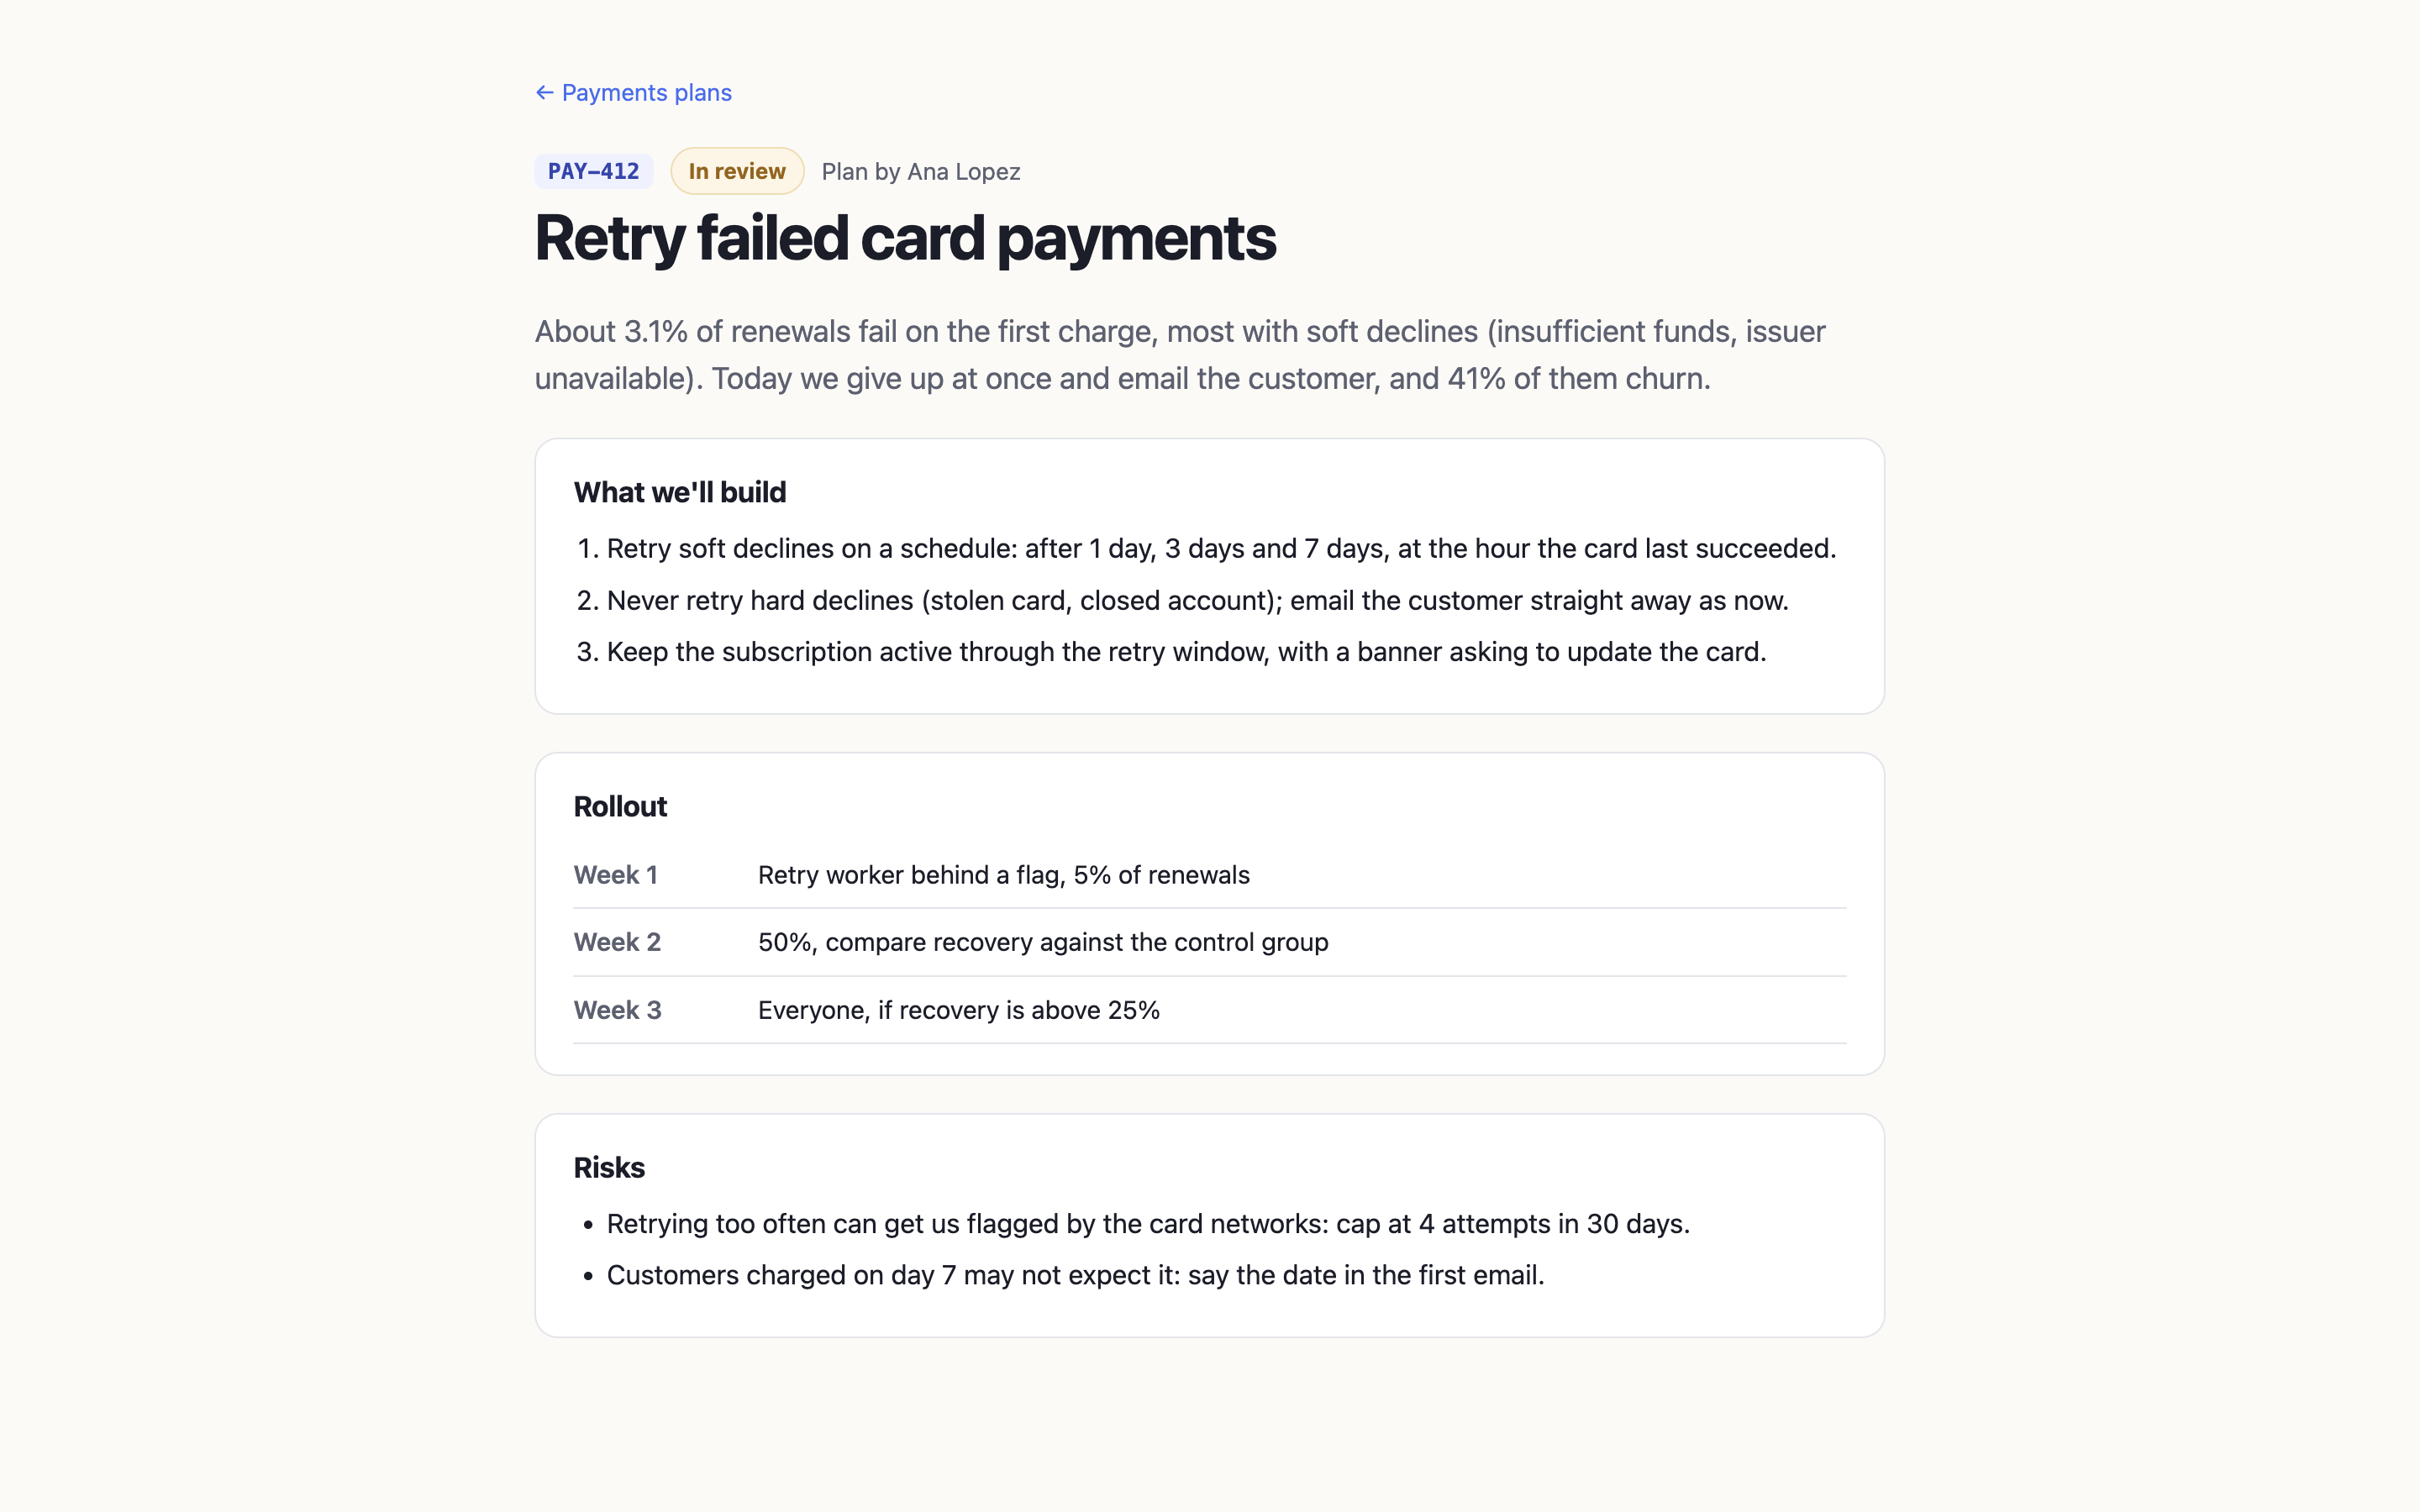 ← Payments plans
PAY-412 In review Plan by Ana Lopez
Retry failed card payments
About 3.1% of renewals fail on the first charge, most with soft declines (insufficient funds, issuer
unavailable). Today we give up at once and email the customer, and 41% of them churn.
What we'll build
1. Retry soft declines on a schedule: after 1 day, 3 days and 7 days, at the hour the card last succeeded.
2. Never retry hard declines (stolen card, closed account); email the customer straight away as now.
3. Keep the subscription active through the retry window, with a banner asking to update the card.
Rollout
Week 1 Retry worker behind a flag, 5% of renewals
Week 2 50%, compare recovery against the control group
Week 3 Everyone, if recovery is above 25%
Risks
• Retrying too often can get us flagged by the card networks: cap at 4 attempts in 30 days.
• Customers charged on day 7 may not expect it: say the date in the first email.